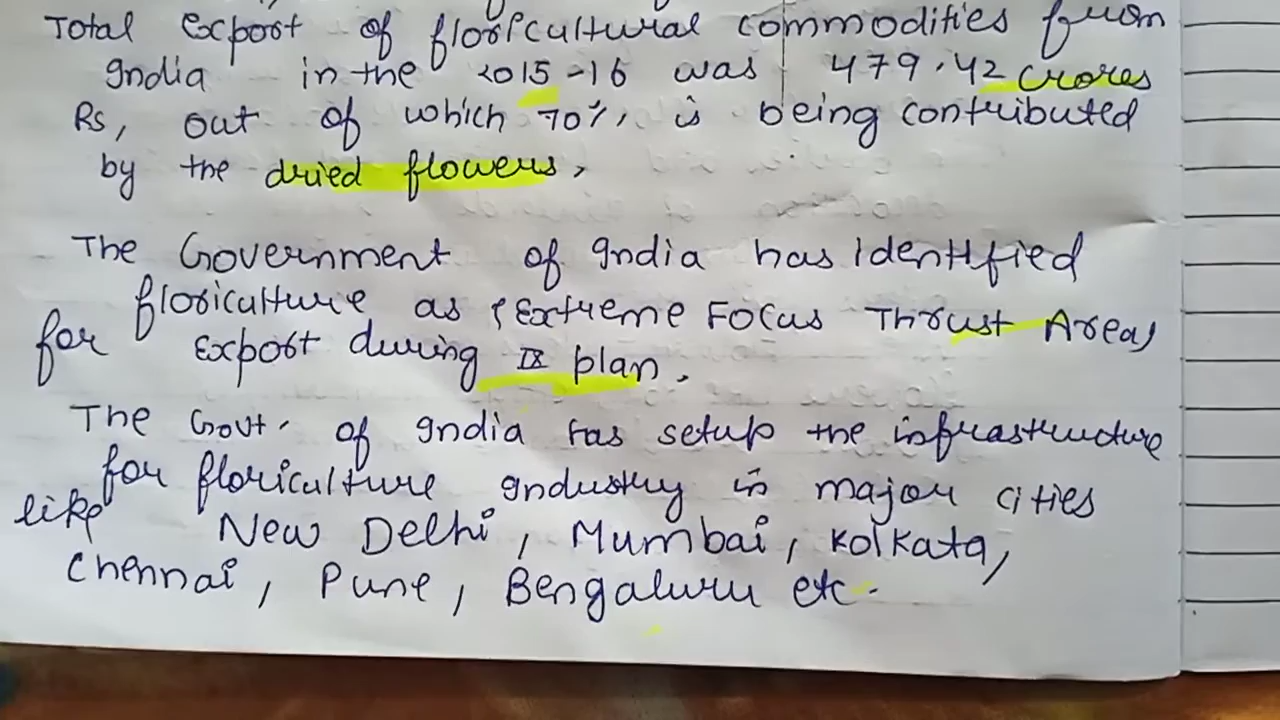 Total Export of floriculural commodities from
India in the 2015-16 was 479.42 crores
Rs, out of which 70%, is being contributed
by the dried flowers,
The Government of India has identified
floriculture as Extreme Focus Thrust Areas
for Export during IX plan.
The Govt. of India has setup the infrastructure
for floriculture Industry in major cities
like New Delhi, Mumbai, Kolkata,
Chennai, Pune, Bengaluru etc.